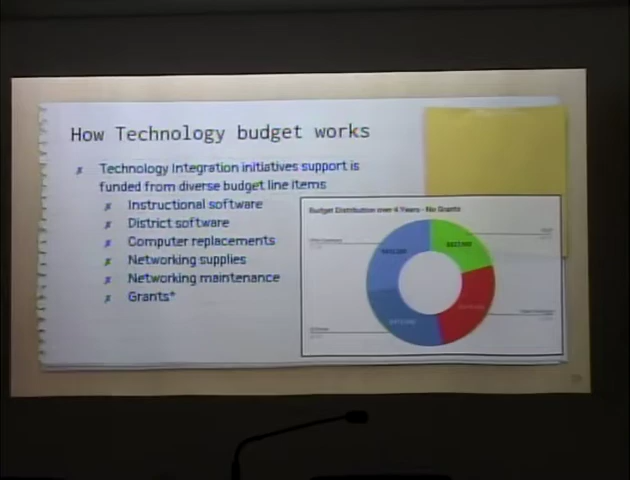 How Technology budget works
Technology Integration initiatives support is
funded from diverse budget line items
Instructional software
District software
Computer replacements
Networking supplies
Networking maintenance
Grants*
Budget Distribution over 4 Years - No Grants